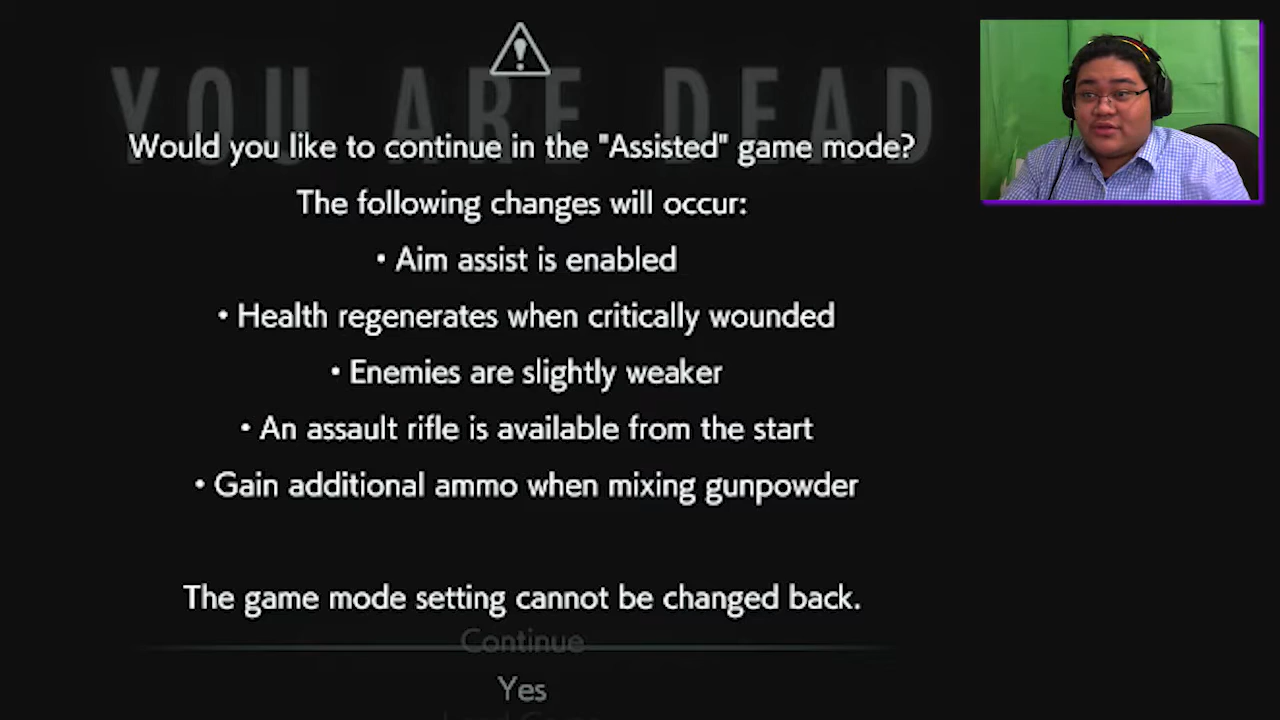 YOU ARE DEAD
Would you like to continue in the "Assisted" game mode?
The following changes will occur:
• Aim assist is enabled
• Health regenerates when critically wounded
• Enemies are slightly weaker
• An assault rifle is available from the start
• Gain additional ammo when mixing gunpowder
The game mode setting cannot be changed back.
Continue
Yes